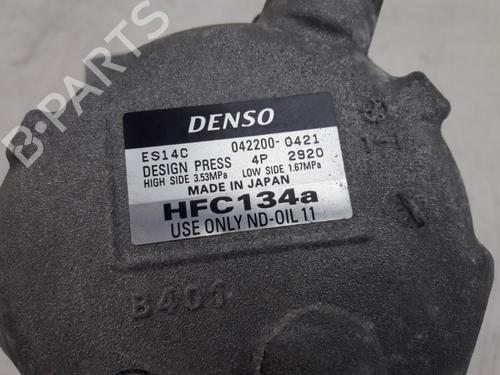 B-PARTS
DENSO
ES14C 042200-0421
DESIGN PRESS 4P 2920
HIGH SIDE 3.53MPa LOW SIDE 1.67MPa
MADE IN JAPAN
HFC134a
USE ONLY ND-OIL 11
B401